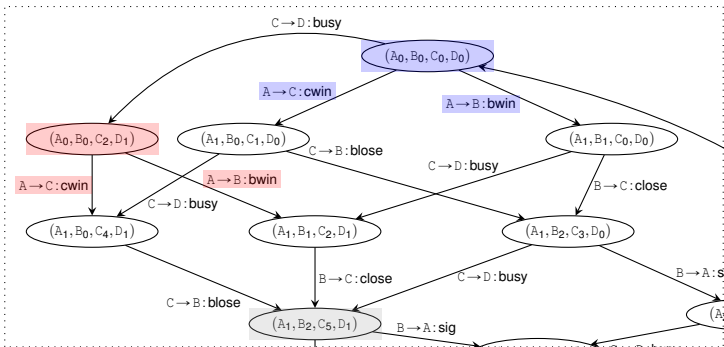 C→D:busy
(A₀,B₀,C₀,D₀)
A→C:cwin
A→B:bwin
(A₀,B₀,C₂,D₁)
(A₁,B₀,C₁,D₀)
(A₁,B₁,C₀,D₀)
C→B:blose
C→D:busy
A→C:cwin
A→B:bwin
B→C:close
C→D:busy
(A₁,B₀,C₄,D₁)
(A₁,B₁,C₂,D₁)
(A₁,B₂,C₃,D₀)
B→A:s
B→C:close
C→D:busy
C→B:blose
(A
(A₁,B₂,C₅,D₁)
B→A:sig